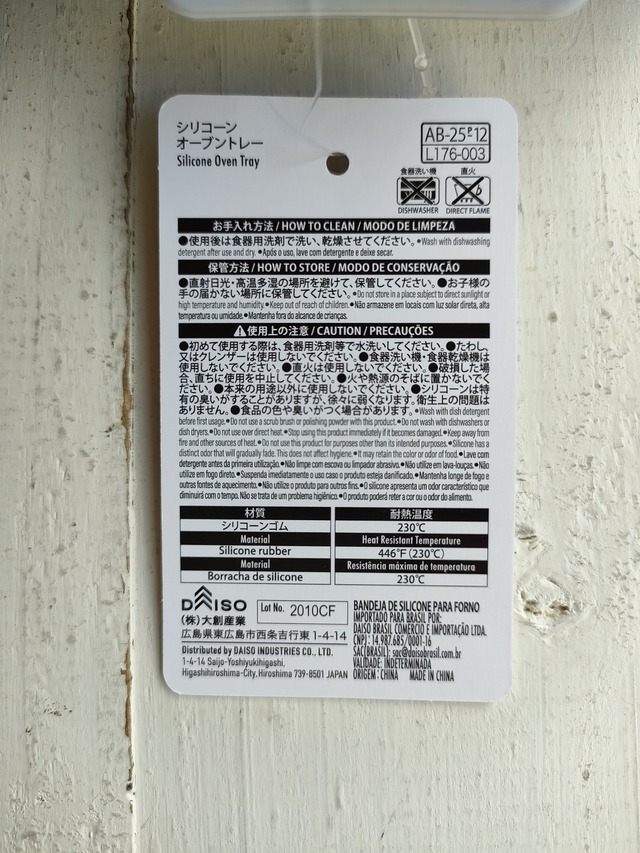 シリコーン
オーブントレー
Silicone Oven Tray
AB-25 P 12
L176-003
食器洗い機
直火
DISHWASHER
DIRECT FLAME
お手入れ方法 / HOW TO CLEAN / MODO DE LIMPEZA
●使用後は食器用洗剤で洗い、乾燥させてください。●Wash with dishwashing
detergent after use and dry. ●Após o uso, lave com detergente e deixe secar.
保管方法 / HOW TO STORE / MODO DE CONSERVAÇÃO
●直射日光・高温多湿の場所を避けて、保管してください。●お子様の
手の届かない場所に保管してください。●Do not store in a place subject to direct sunlight or
high temperature and humidity. ●Keep out of reach of children. ●Não armazene em locais com luz solar direta, alta
temperatura ou umidade. ●Mantenha fora do alcance de crianças.
⚠使用上の注意 / CAUTION / PRECAUÇÕES
●初めて使用する際は、食器用洗剤等で水洗いしてください。●たわし、
又はクレンザーは使用しないでください。●食器洗い機・食器乾燥機は
使用しないでください。●直火は使用しないでください。●破損した場
合、直ちに使用を中止してください。●火や熱源のそばに置かないでく
ださい。●本来の用途以外に使用しないでください。●シリコーンは特
有の臭いがすることがありますが、徐々に弱くなります。衛生上の問題は
ありません。●食品の色や臭いがつく場合があります。●Wash with dish detergent
before first usage. ●Do not use a scrub brush or polishing powder with this product. ●Do not wash with dishwashers or
dish dryers. ●Do not use over direct heat. ●Stop using this product immediately if it becomes damaged. ●Keep away from
fire and other sources of heat. ●Do not use this product for purposes other than its intended purposes. ●Silicone has a
distinct odor that will gradually fade. This does not affect hygiene. ●It may retain the color or odor of food. ●Lave com
detergente antes da primeira utilização. ●Não limpe com escova ou limpador abrasivo. ●Não utilize em lava-louças. ●Não
utilize em fogo direto. ●Suspenda imediatamente o uso caso o produto esteja danificado. ●Mantenha longe de fogo e
outras fontes de aquecimento. ●Não utilize o produto para outros fins. ●O silicone apresenta um odor característico que
diminuirá com o tempo. Não se trata de um problema higiênico. ●O produto poderá reter a cor ou o odor do alimento.
材質 耐熱温度
シリコーンゴム 230℃
Material Heat Resistant Temperature
Silicone rubber 446°F (230℃)
Material Resistência máxima de temperatura
Borracha de silicone 230℃
DAISO
Lot No. 2010CF
(株)大創産業
広島県東広島市西条吉行東 1-4-14
Distributed by DAISO INDUSTRIES CO., LTD.
1-4-14 Saijo-Yoshiyukihigashi,
Higashihiroshima-City, Hiroshima 739-8501 JAPAN
BANDEJA DE SILICONE PARA FORNO
IMPORTADO PARA BRASIL POR:
DAISO BRASIL COMERCIO E IMPORTAÇÃO LTDA.
CNPJ: 14.987.685/0001-16
SAC(BRASIL): sac@daisobrasil.com.br
VALIDADE: INDETERMINADA
ORIGEM: CHINA MADE IN CHINA